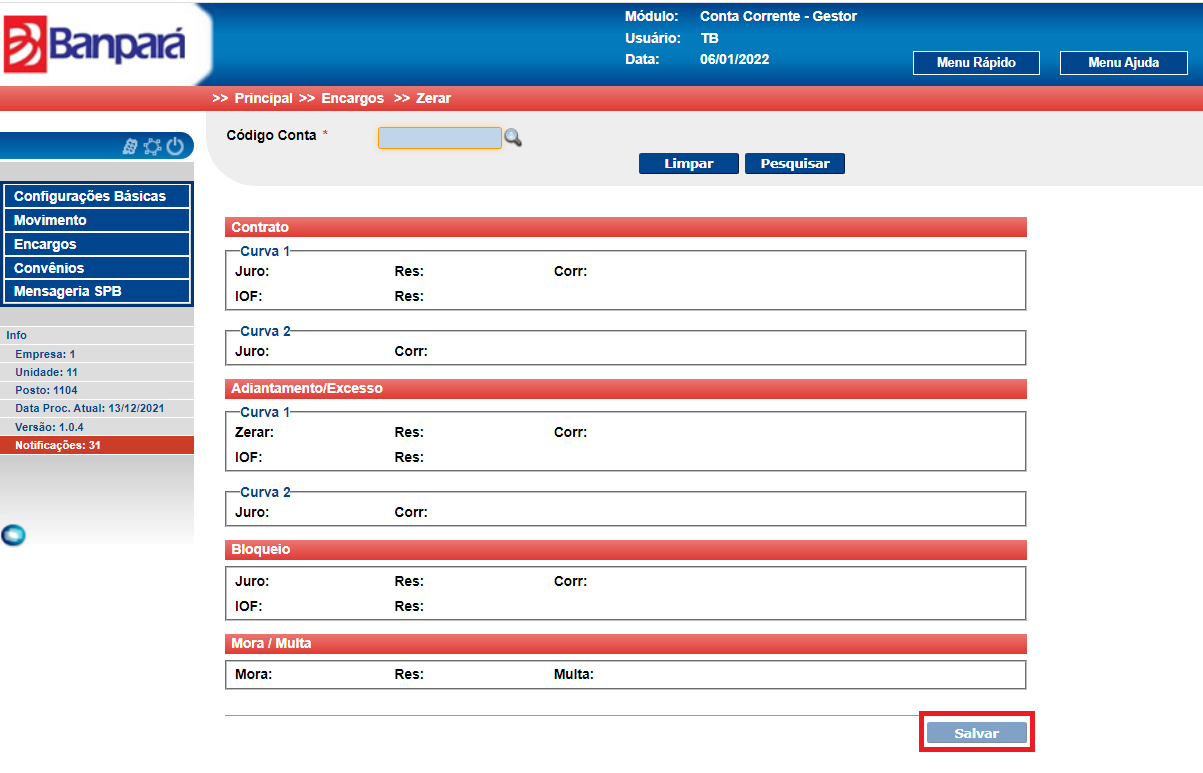 Banpará
Módulo: Conta Corrente - Gestor
Usuário: TB
Data: 06/01/2022
Menu Rápido Menu Ajuda
>> Principal >> Encargos >> Zerar
Código Conta *
Limpar Pesquisar
Configurações Básicas
Movimento
Encargos
Convênios
Mensageria SPB
Info
Empresa: 1
Unidade: 11
Posto: 1104
Data Proc. Atual: 13/12/2021
Versão: 1.0.4
Notificações: 31
Contrato
Curva 1
Juro: Res: Corr:
IOF: Res:
Curva 2
Juro: Corr:
Adiantamento/Excesso
Curva 1
Zerar: Res: Corr:
IOF: Res:
Curva 2
Juro: Corr:
Bloqueio
Juro: Res: Corr:
IOF: Res:
Mora / Multa
Mora: Res: Multa:
Salvar